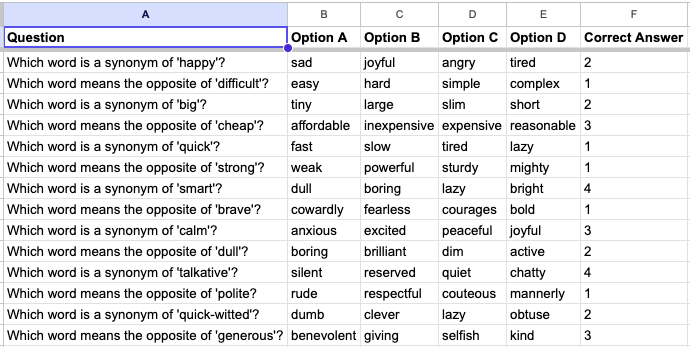 A B C D E F
Question Option A Option B Option C Option D Correct Answer
Which word is a synonym of 'happy'? sad joyful angry tired 2
Which word means the opposite of 'difficult'? easy hard simple complex 1
Which word is a synonym of 'big'? tiny large slim short 2
Which word means the opposite of 'cheap'? affordable inexpensive expensive reasonable 3
Which word is a synonym of 'quick'? fast slow tired lazy 1
Which word means the opposite of 'strong'? weak powerful sturdy mighty 1
Which word is a synonym of 'smart'? dull boring lazy bright 4
Which word means the opposite of 'brave'? cowardly fearless courages bold 1
Which word is a synonym of 'calm'? anxious excited peaceful joyful 3
Which word means the opposite of 'dull'? boring brilliant dim active 2
Which word is a synonym of 'talkative'? silent reserved quiet chatty 4
Which word means the opposite of 'polite? rude respectful couteous mannerly 1
Which word is a synonym of 'quick-witted'? dumb clever lazy obtuse 2
Which word means the opposite of 'generous'? benevolent giving selfish kind 3